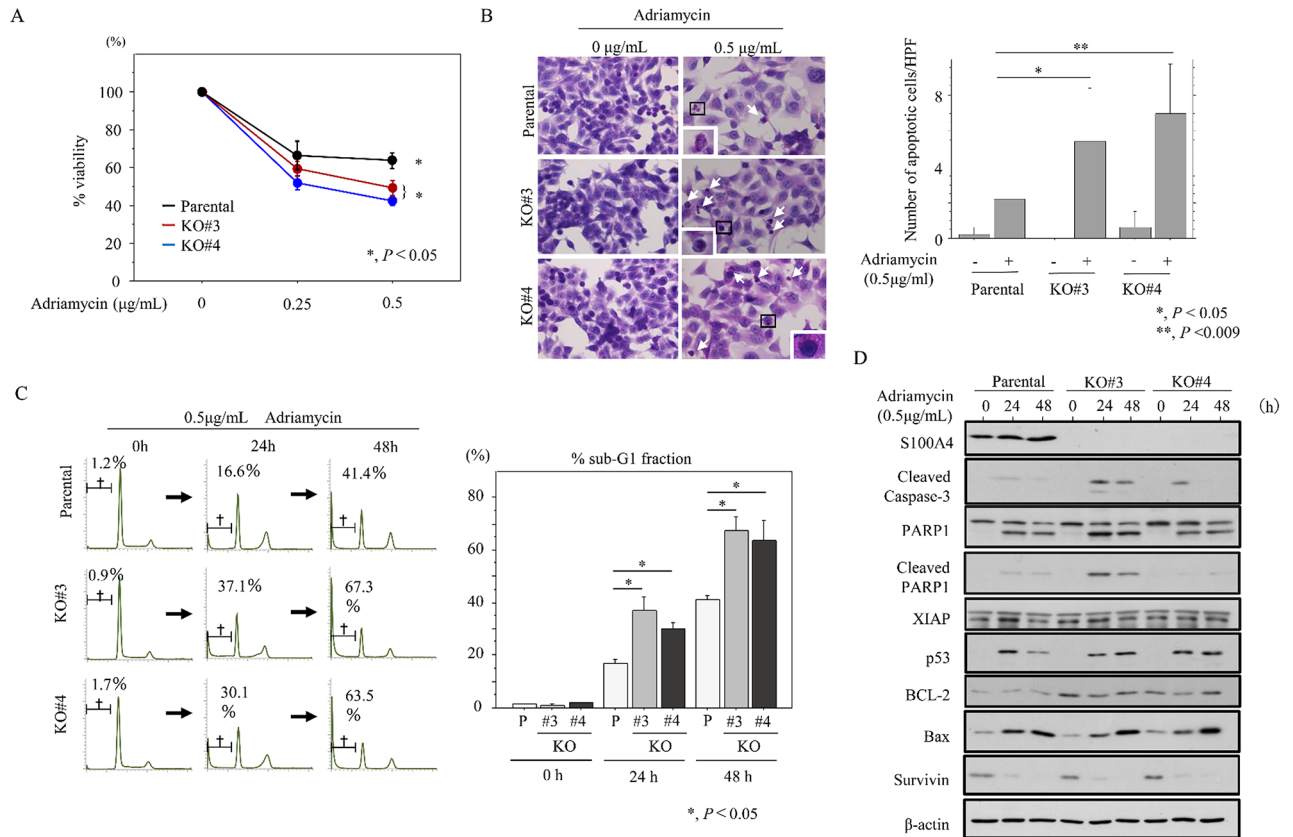 A
(%)
100
80
60
40
20
0
% viability
*
*
}
Parental
KO#3
KO#4
*, P < 0.05
Adriamycin (μg/mL)
0
0.25
0.5
B
Adriamycin
0 μg/mL
0.5 μg/mL
Parental
KO#3
KO#4
Number of apoptotic cells/HPF
8
4
0
**
*
Adriamycin
(0.5μg/ml)
- + - + - +
Parental KO#3 KO#4
*, P < 0.05
**, P <0.009
C
0.5μg/mL Adriamycin
0h 24h 48h
Parental
1.2%
†
16.6%
†
41.4%
†
KO#3
0.9%
†
37.1%
†
67.3
%
†
KO#4
1.7%
†
30.1
%
†
63.5
%
†
(%)
% sub-G1 fraction
80
60
40
20
0
*
*
*
*
P #3 #4 P #3 #4 P #3 #4
KO KO KO
0 h 24 h 48 h
*, P < 0.05
D
Parental KO#3 KO#4
Adriamycin
(0.5μg/mL)
0 24 48 0 24 48 0 24 48 (h)
S100A4
Cleaved
Caspase-3
PARP1
Cleaved
PARP1
XIAP
p53
BCL-2
Bax
Survivin
β-actin